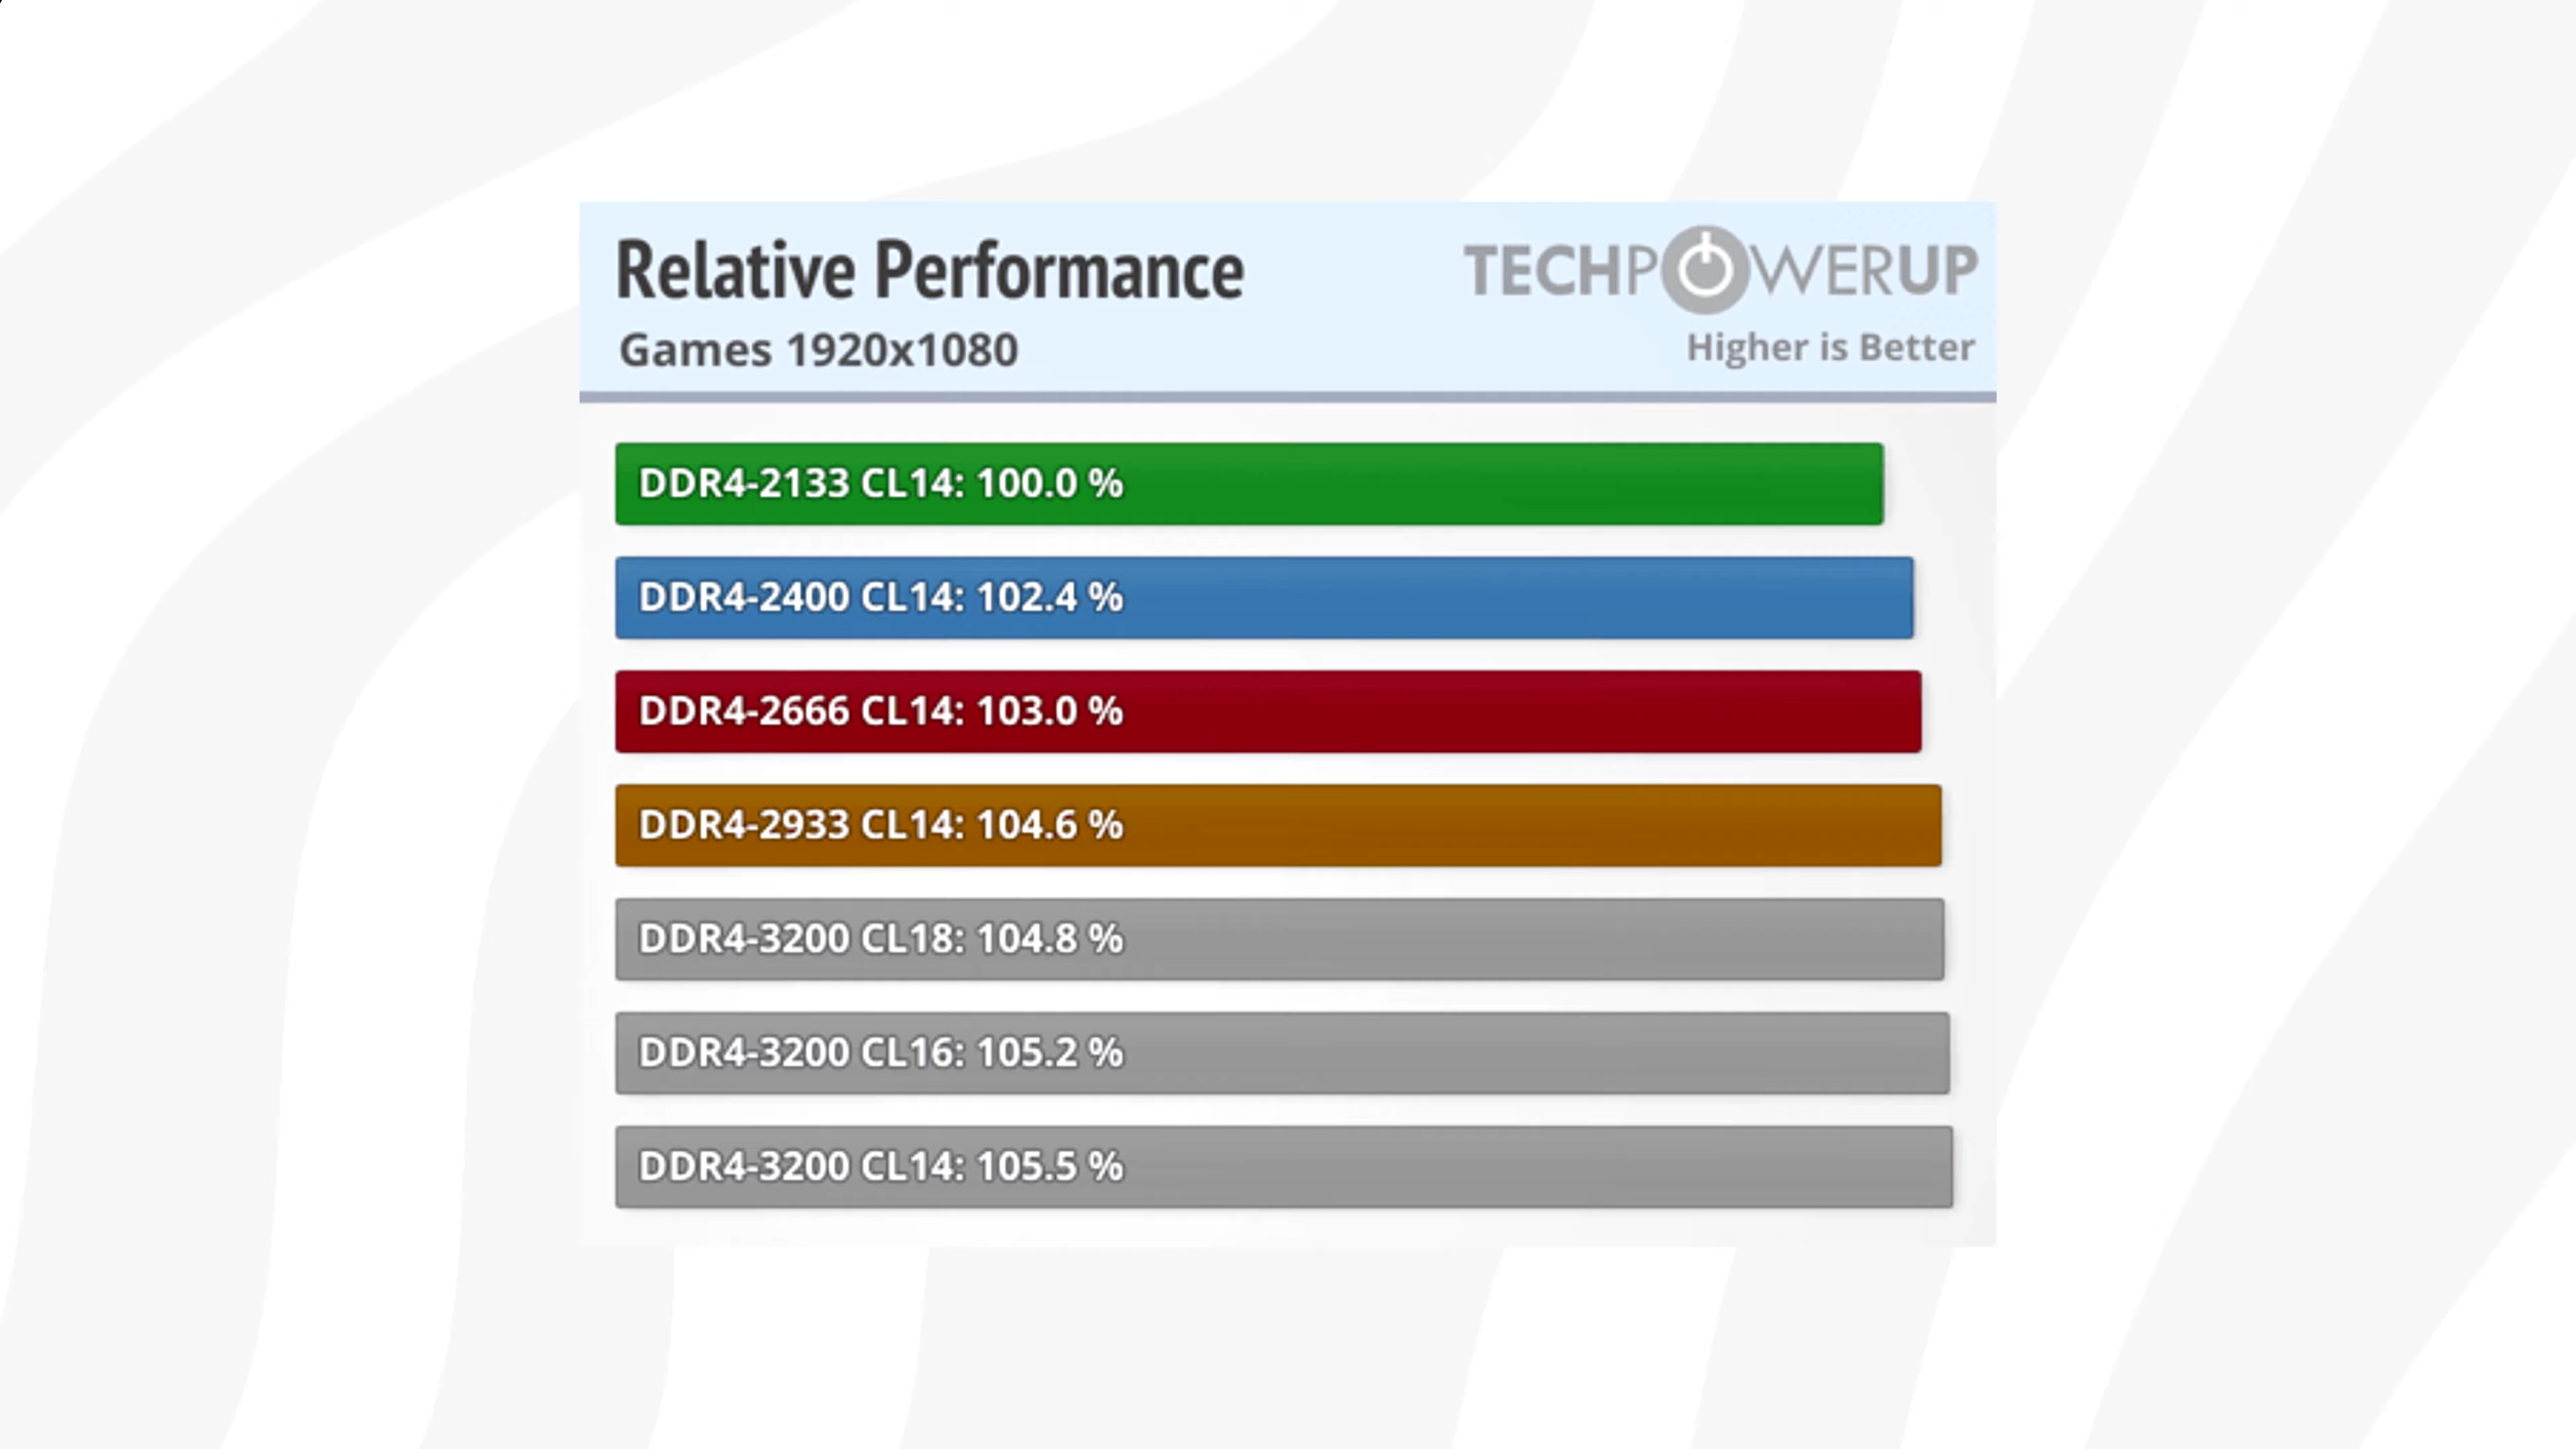 Relative Performance
TECHPOWERUP
Games 1920x1080
Higher is Better
DDR4-2133 CL14: 100.0 %
DDR4-2400 CL14: 102.4 %
DDR4-2666 CL14: 103.0 %
DDR4-2933 CL14: 104.6 %
DDR4-3200 CL18: 104.8 %
DDR4-3200 CL16: 105.2 %
DDR4-3200 CL14: 105.5 %